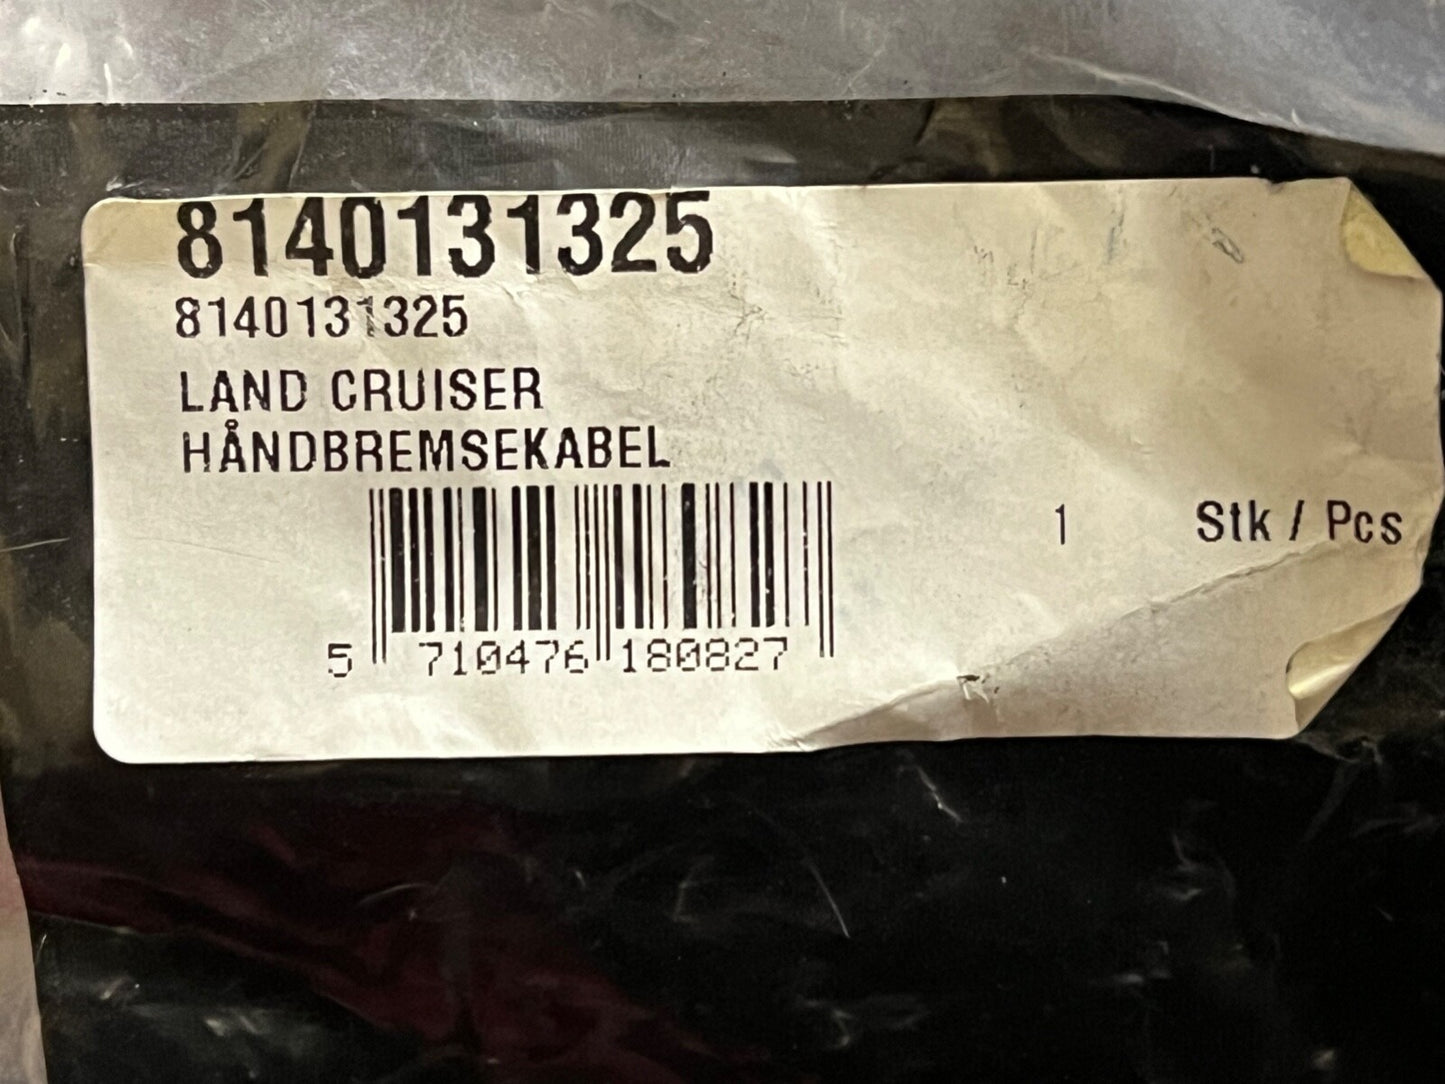 8140131325
8140131325
LAND CRUISER
HÅNDBREMSEKABEL
1 Stk / Pcs
5 710476 180827